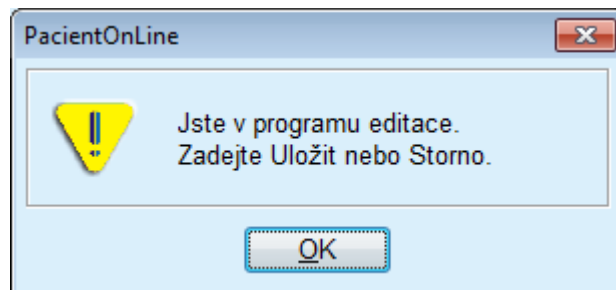 PacientOnLine
Jste v programu editace.
Zadejte Uložit nebo Storno.
OK